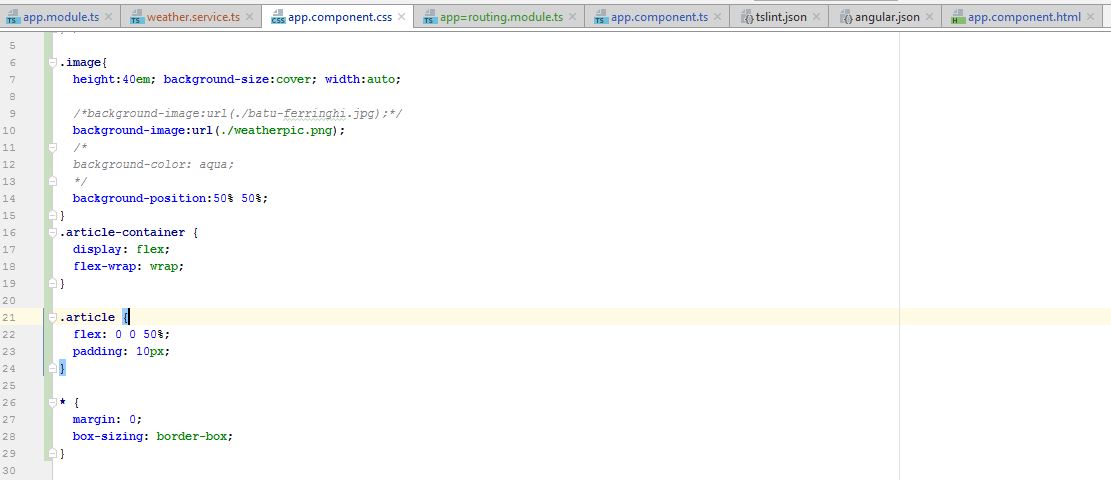 app.module.ts weather.service.ts app.component.css app=routing.module.ts app.component.ts tslint.json angular.json app.component.html
5
6 .image{
7 height:40em; background-size:cover; width:auto;
8
9 /*background-image:url(./batu-ferringhi.jpg);*/
10 background-image:url(./weatherpic.png);
11 /*
12 background-color: aqua;
13 */
14 background-position:50% 50%;
15 }
16 .article-container {
17 display: flex;
18 flex-wrap: wrap;
19 }
20
21 .article {
22 flex: 0 0 50%;
23 padding: 10px;
24 }
25
26 * {
27 margin: 0;
28 box-sizing: border-box;
29 }
30